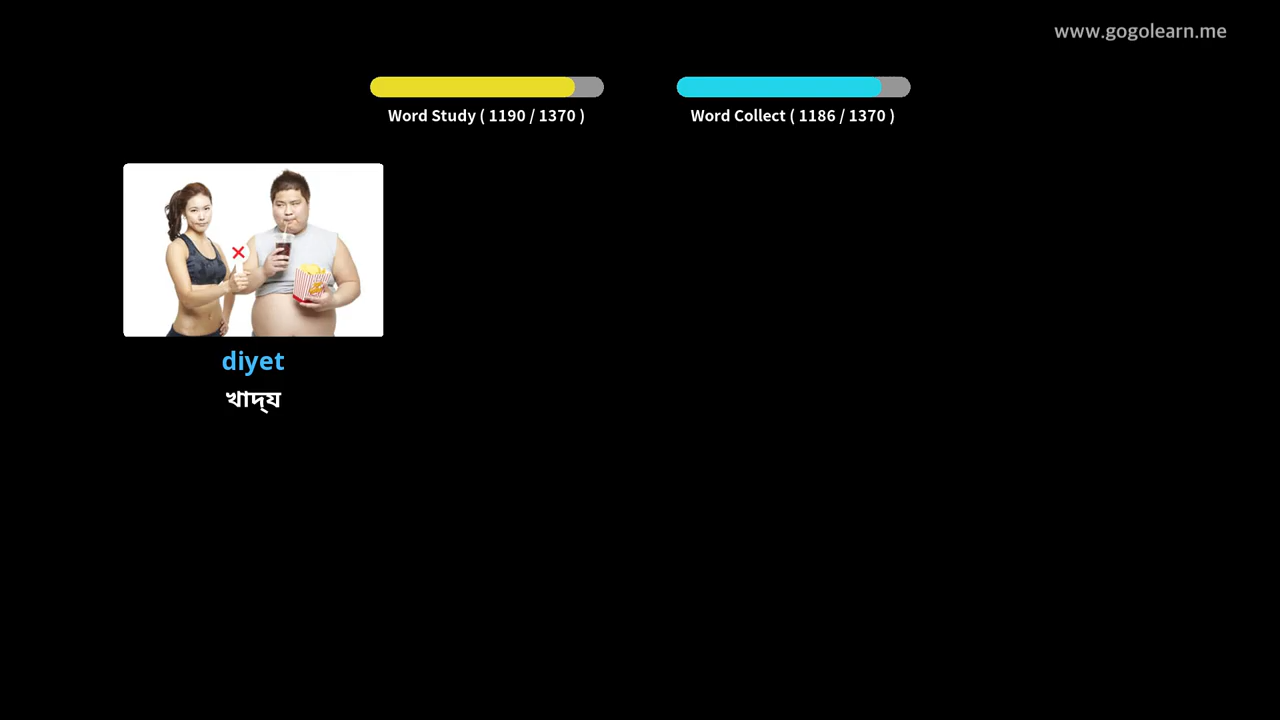 www.gogolearn.me
Word Study ( 1190 / 1370 )
Word Collect ( 1186 / 1370 )
diyet
খাদ্য